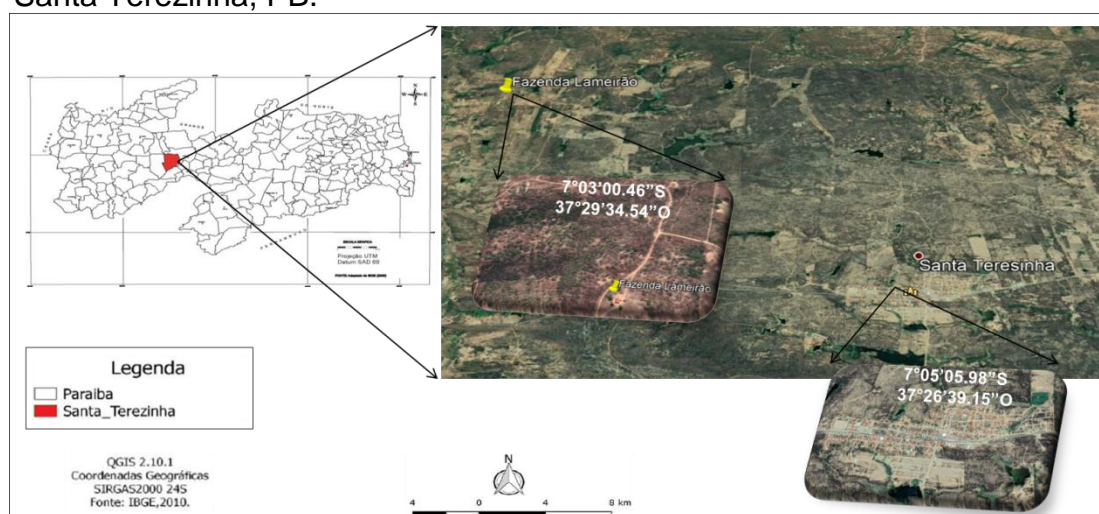 Santa Terezinha, PB.
Fazenda Lameirão
7°03’00.46”S
37°29’34.54”O
Fazenda Lameirão
Santa Teresinha
7°05’05.98”S
37°26’39.15”O
ESCALA GRÁFICA
Projeção UTM
Datum SAD 69
Legenda
Paraiba
Santa_Terezinha
QGIS 2.10.1
Coordenadas Geográficas
SIRGAS2000 24S
Fonte: IBGE,2010.
N
4 0 4 8 km